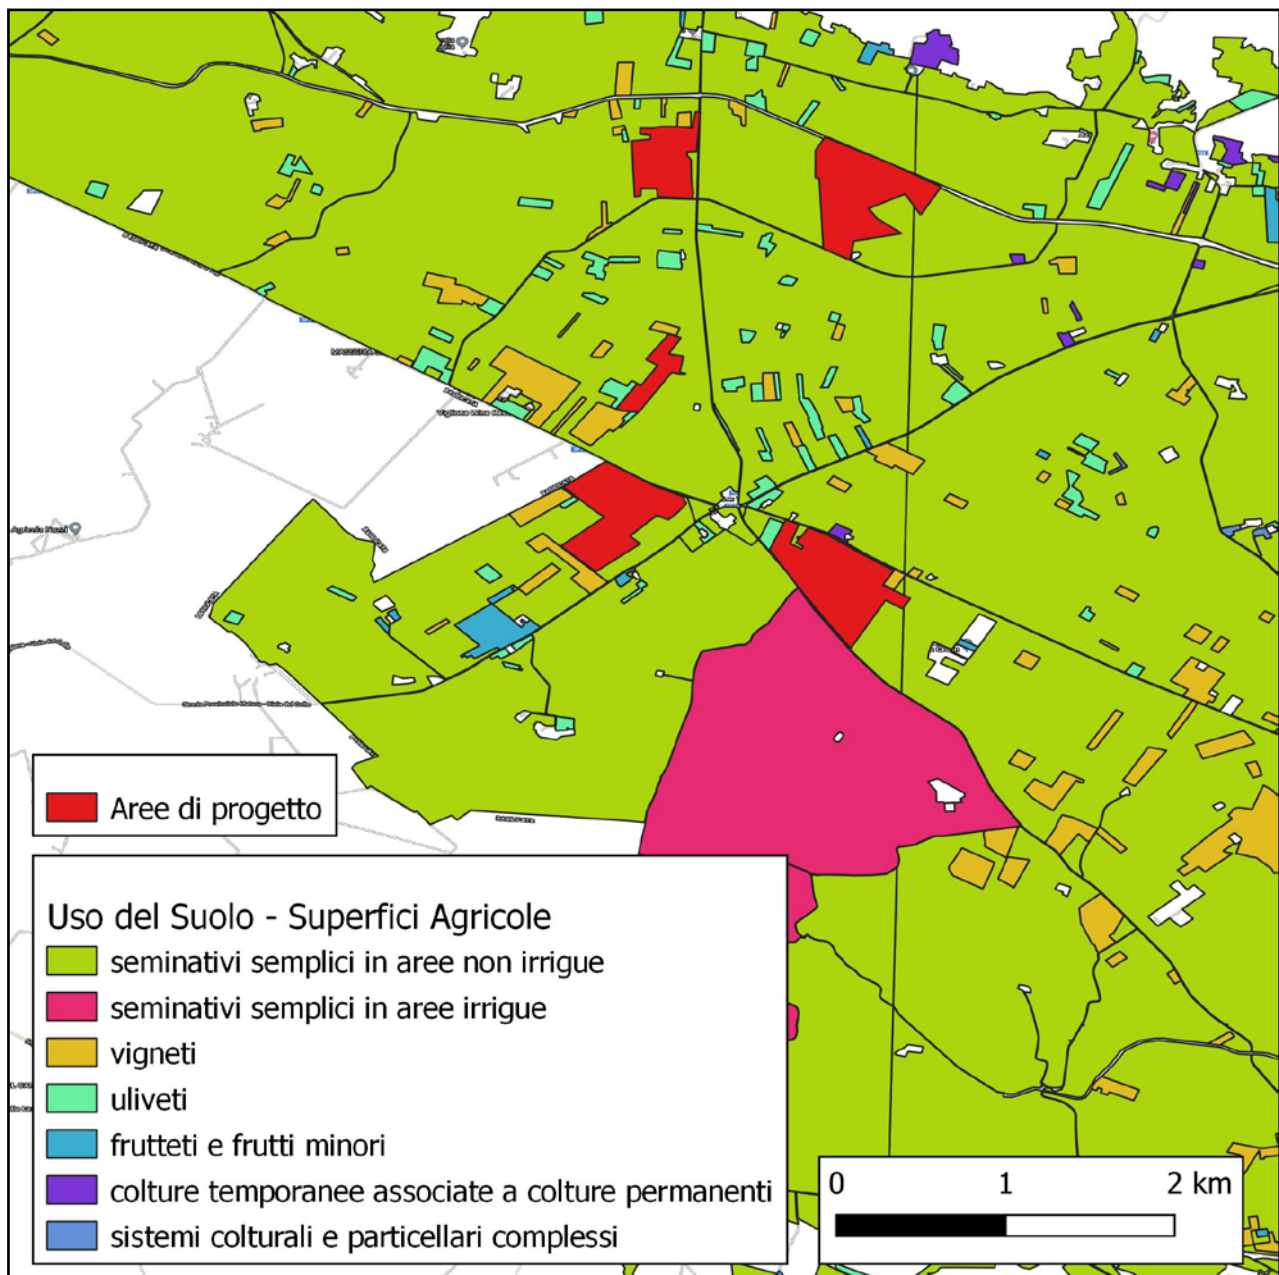 Aree di progetto
Uso del Suolo - Superfici Agricole
seminativi semplici in aree non irrigue
seminativi semplici in aree irrigue
vigneti
uliveti
frutteti e frutti minori
colture temporanee associate a colture permanenti
sistemi colturali e particellari complessi
0 1 2 km